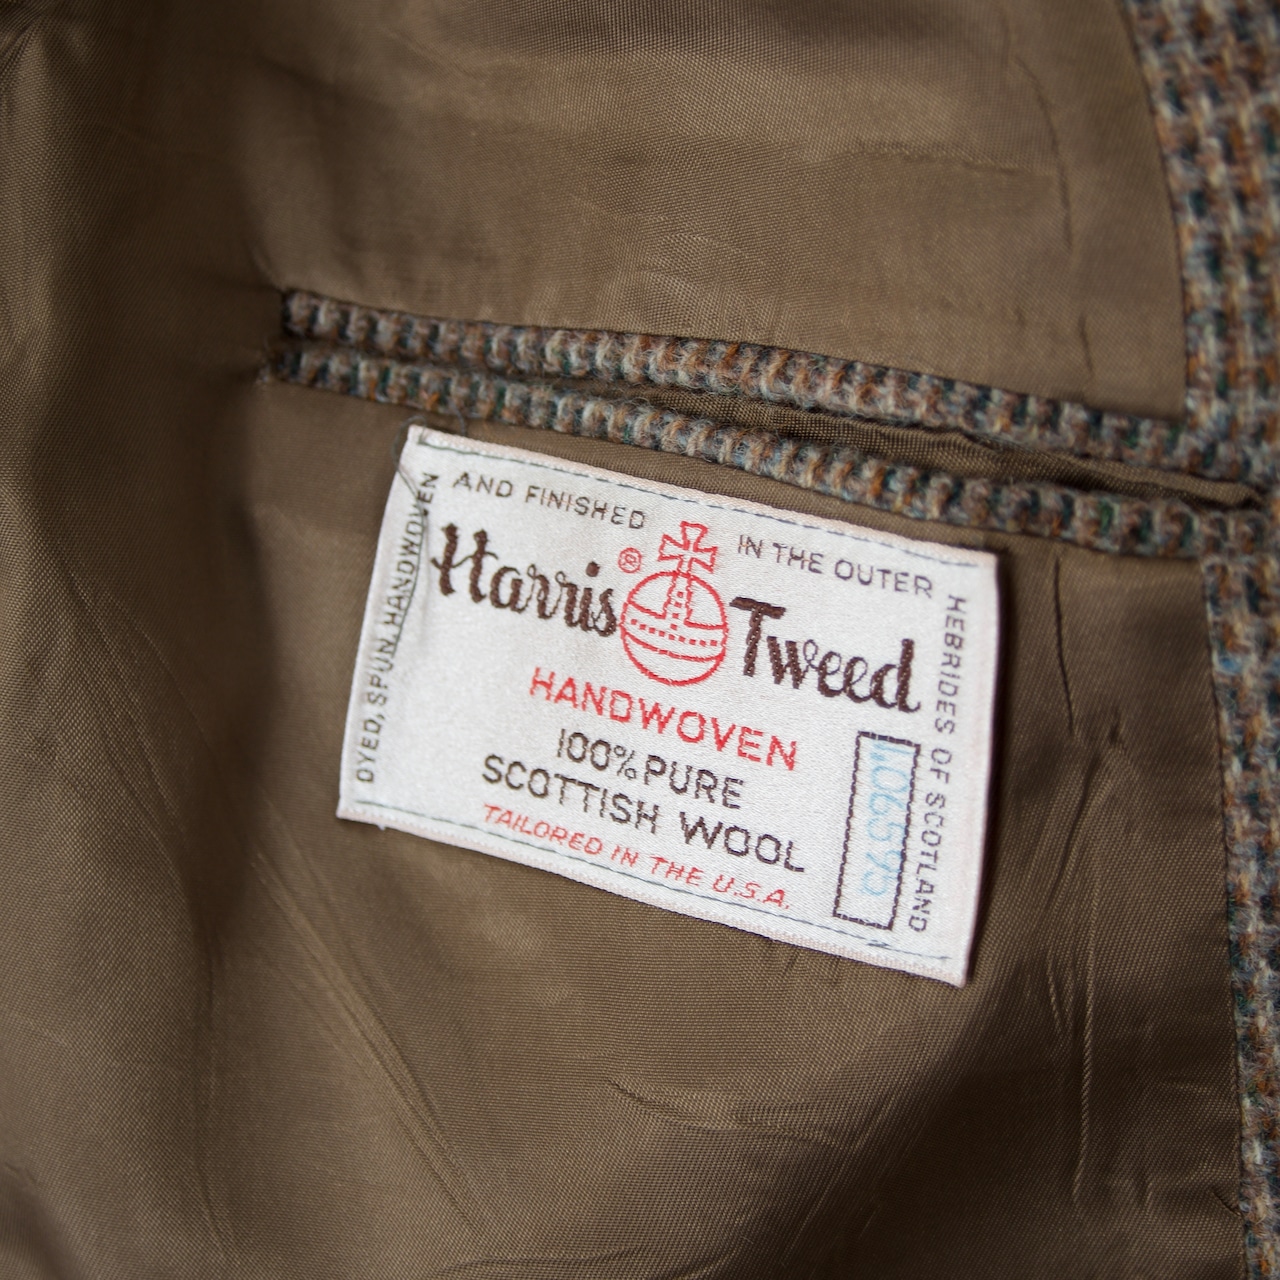 DYED, SPUN, HANDWOVEN
AND FINISHED
IN THE OUTER
HEBRIDES OF SCOTLAND
Harris ® Tweed
HANDWOVEN
100% PURE
SCOTTISH WOOL
TAILORED IN THE U.S.A.